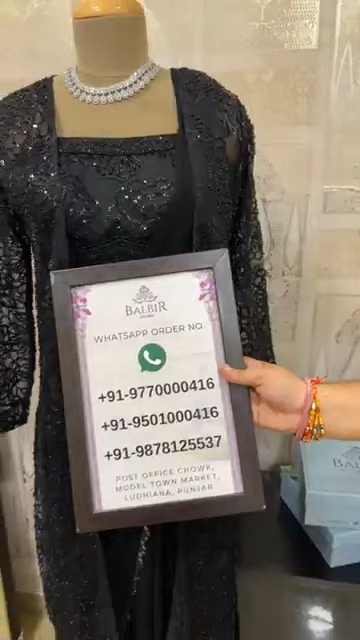 BALBIR
WHATSAPP ORDER NO.
+91-9770000416
+91-9501000416
+91-9878125537
POST OFFICE CHOWK,
MODEL TOWN MARKET,
LUDHIANA, PUNJAB